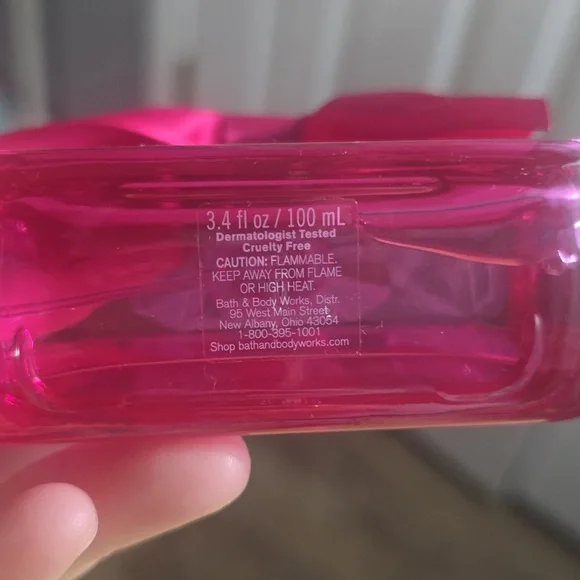 3.4 fl oz / 100 mL
Dermatologist Tested
Cruelty Free
CAUTION: FLAMMABLE.
KEEP AWAY FROM FLAME
OR HIGH HEAT.
Bath & Body Works, Distr.
95 West Main Street
New Albany, Ohio 43054
1-800-395-1001
Shop bathandbodyworks.com